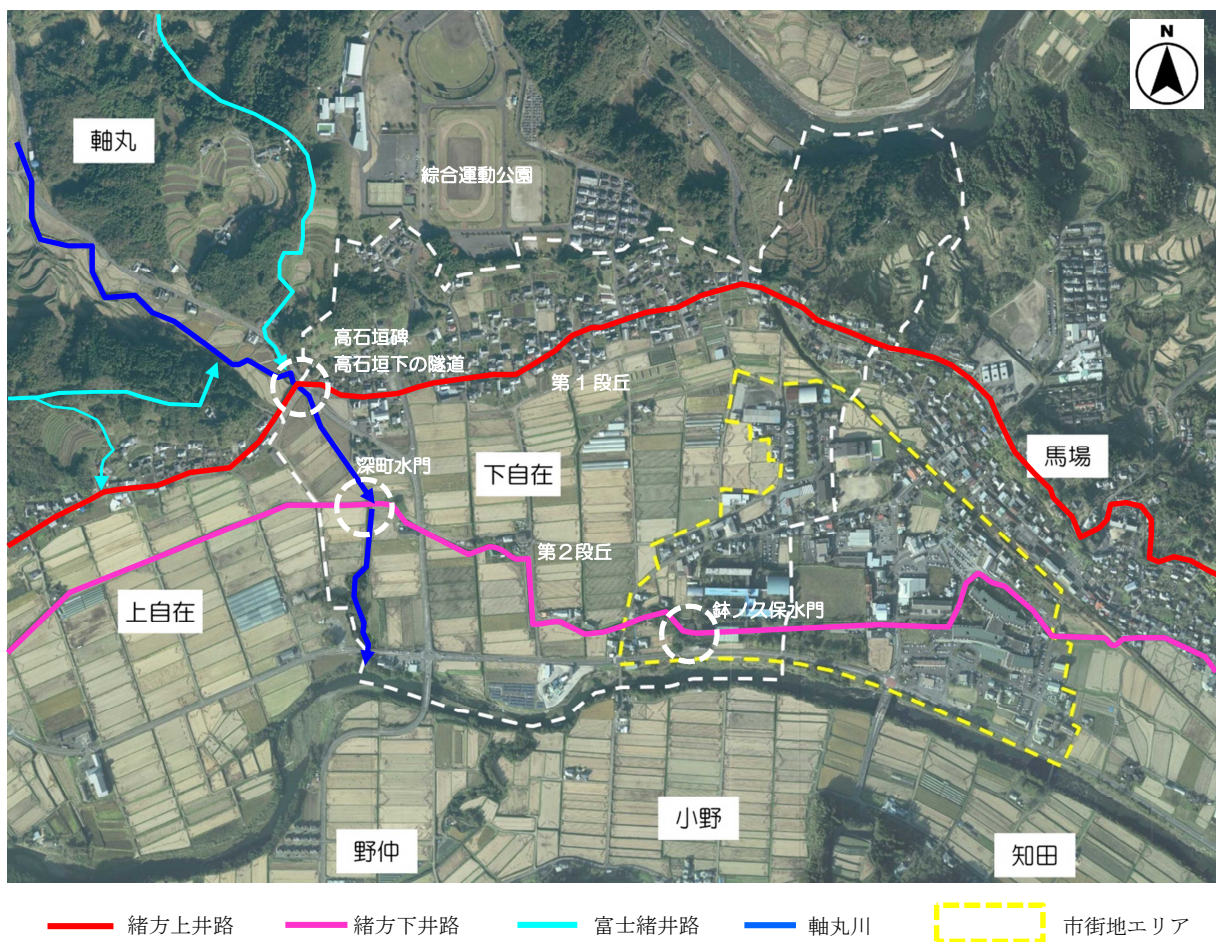 N
軸丸
綜合運動公園
高石垣碑
高石垣下の隧道
第１段丘
馬場
深町水門
下自在
第２段丘
上自在
鉢ノ久保水門
小野
野仲
知田
緒方上井路
緒方下井路
富士緒井路
軸丸川
市街地エリア